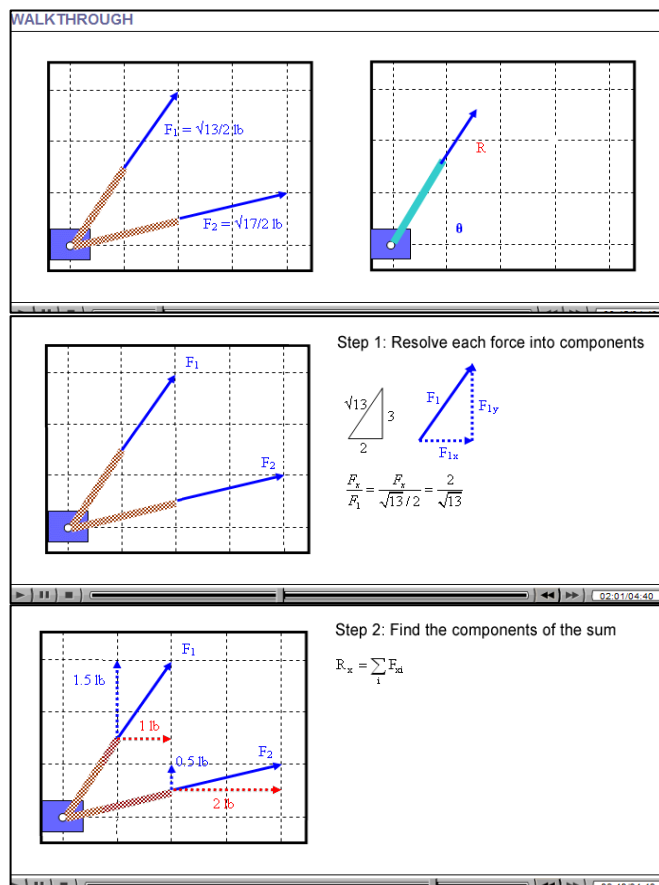 WALKTHROUGH
F₁ = √13/2 lb
F₂ = √17/2 lb
R
θ
Step 1: Resolve each force into components
F₁
F₂
√13
3
2
F₁
F₁y
F₁x
Fₓ/F₁ = Fₓ/(√13/2) = 2/√13
02:01/04:40
Step 2: Find the components of the sum
Rₓ = ∑ᵢ Fₓᵢ
F₁
1.5 lb
1 lb
0.5 lb
F₂
2 lb